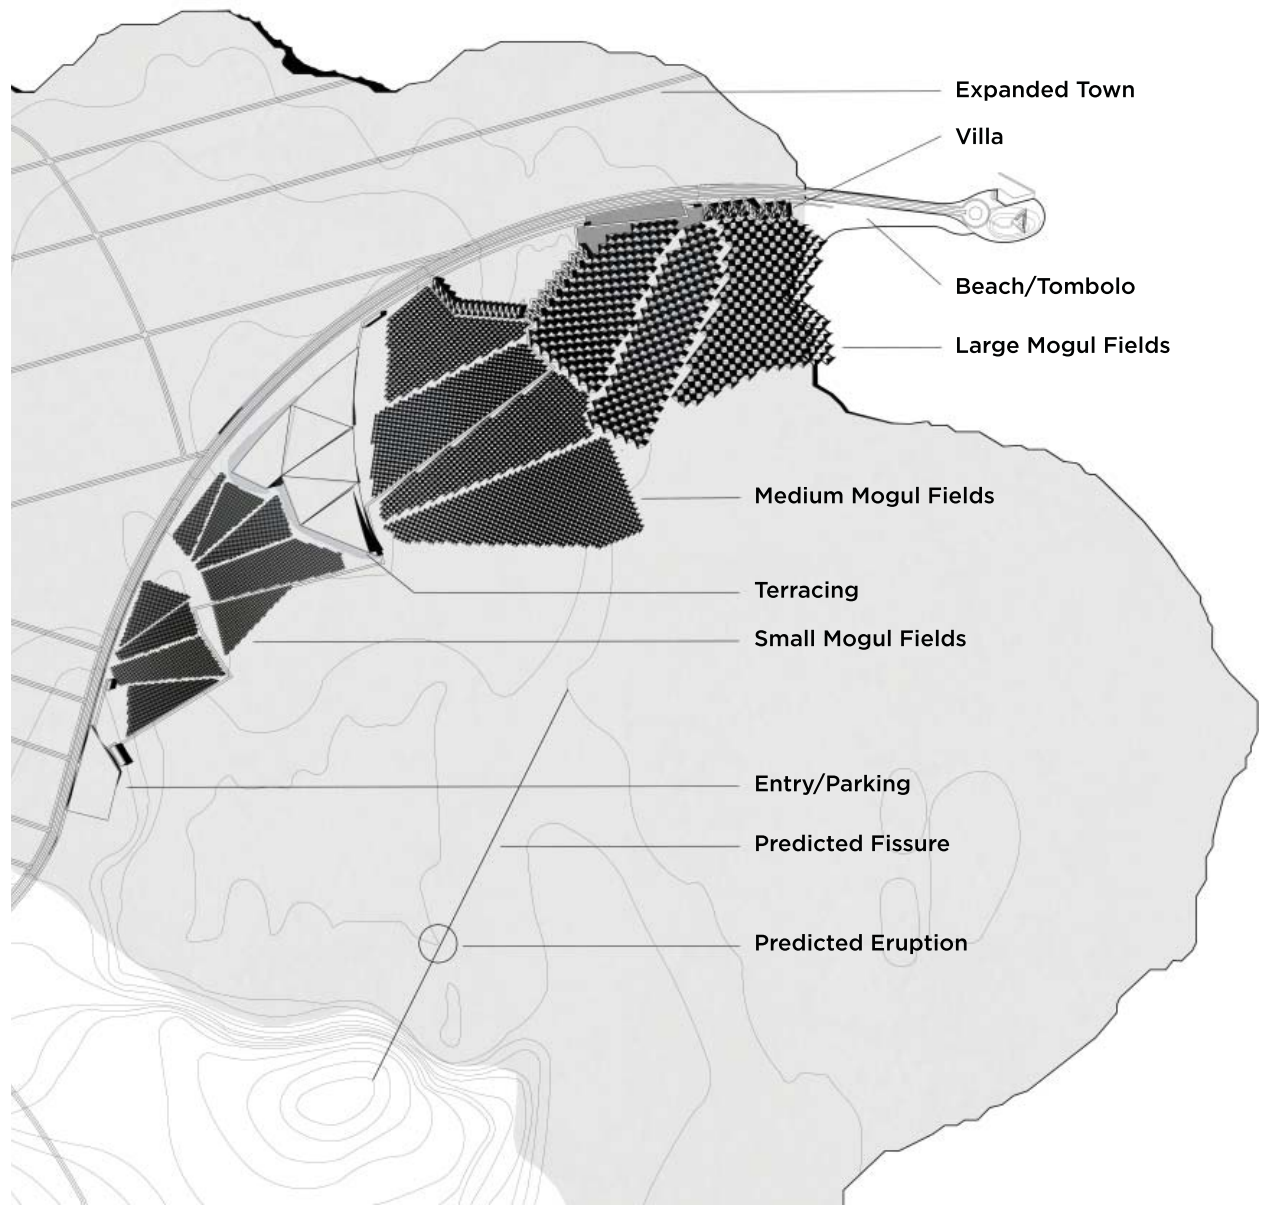 Expanded Town
Villa
Beach/Tombolo
Large Mogul Fields
Medium Mogul Fields
Terracing
Small Mogul Fields
Entry/Parking
Predicted Fissure
Predicted Eruption